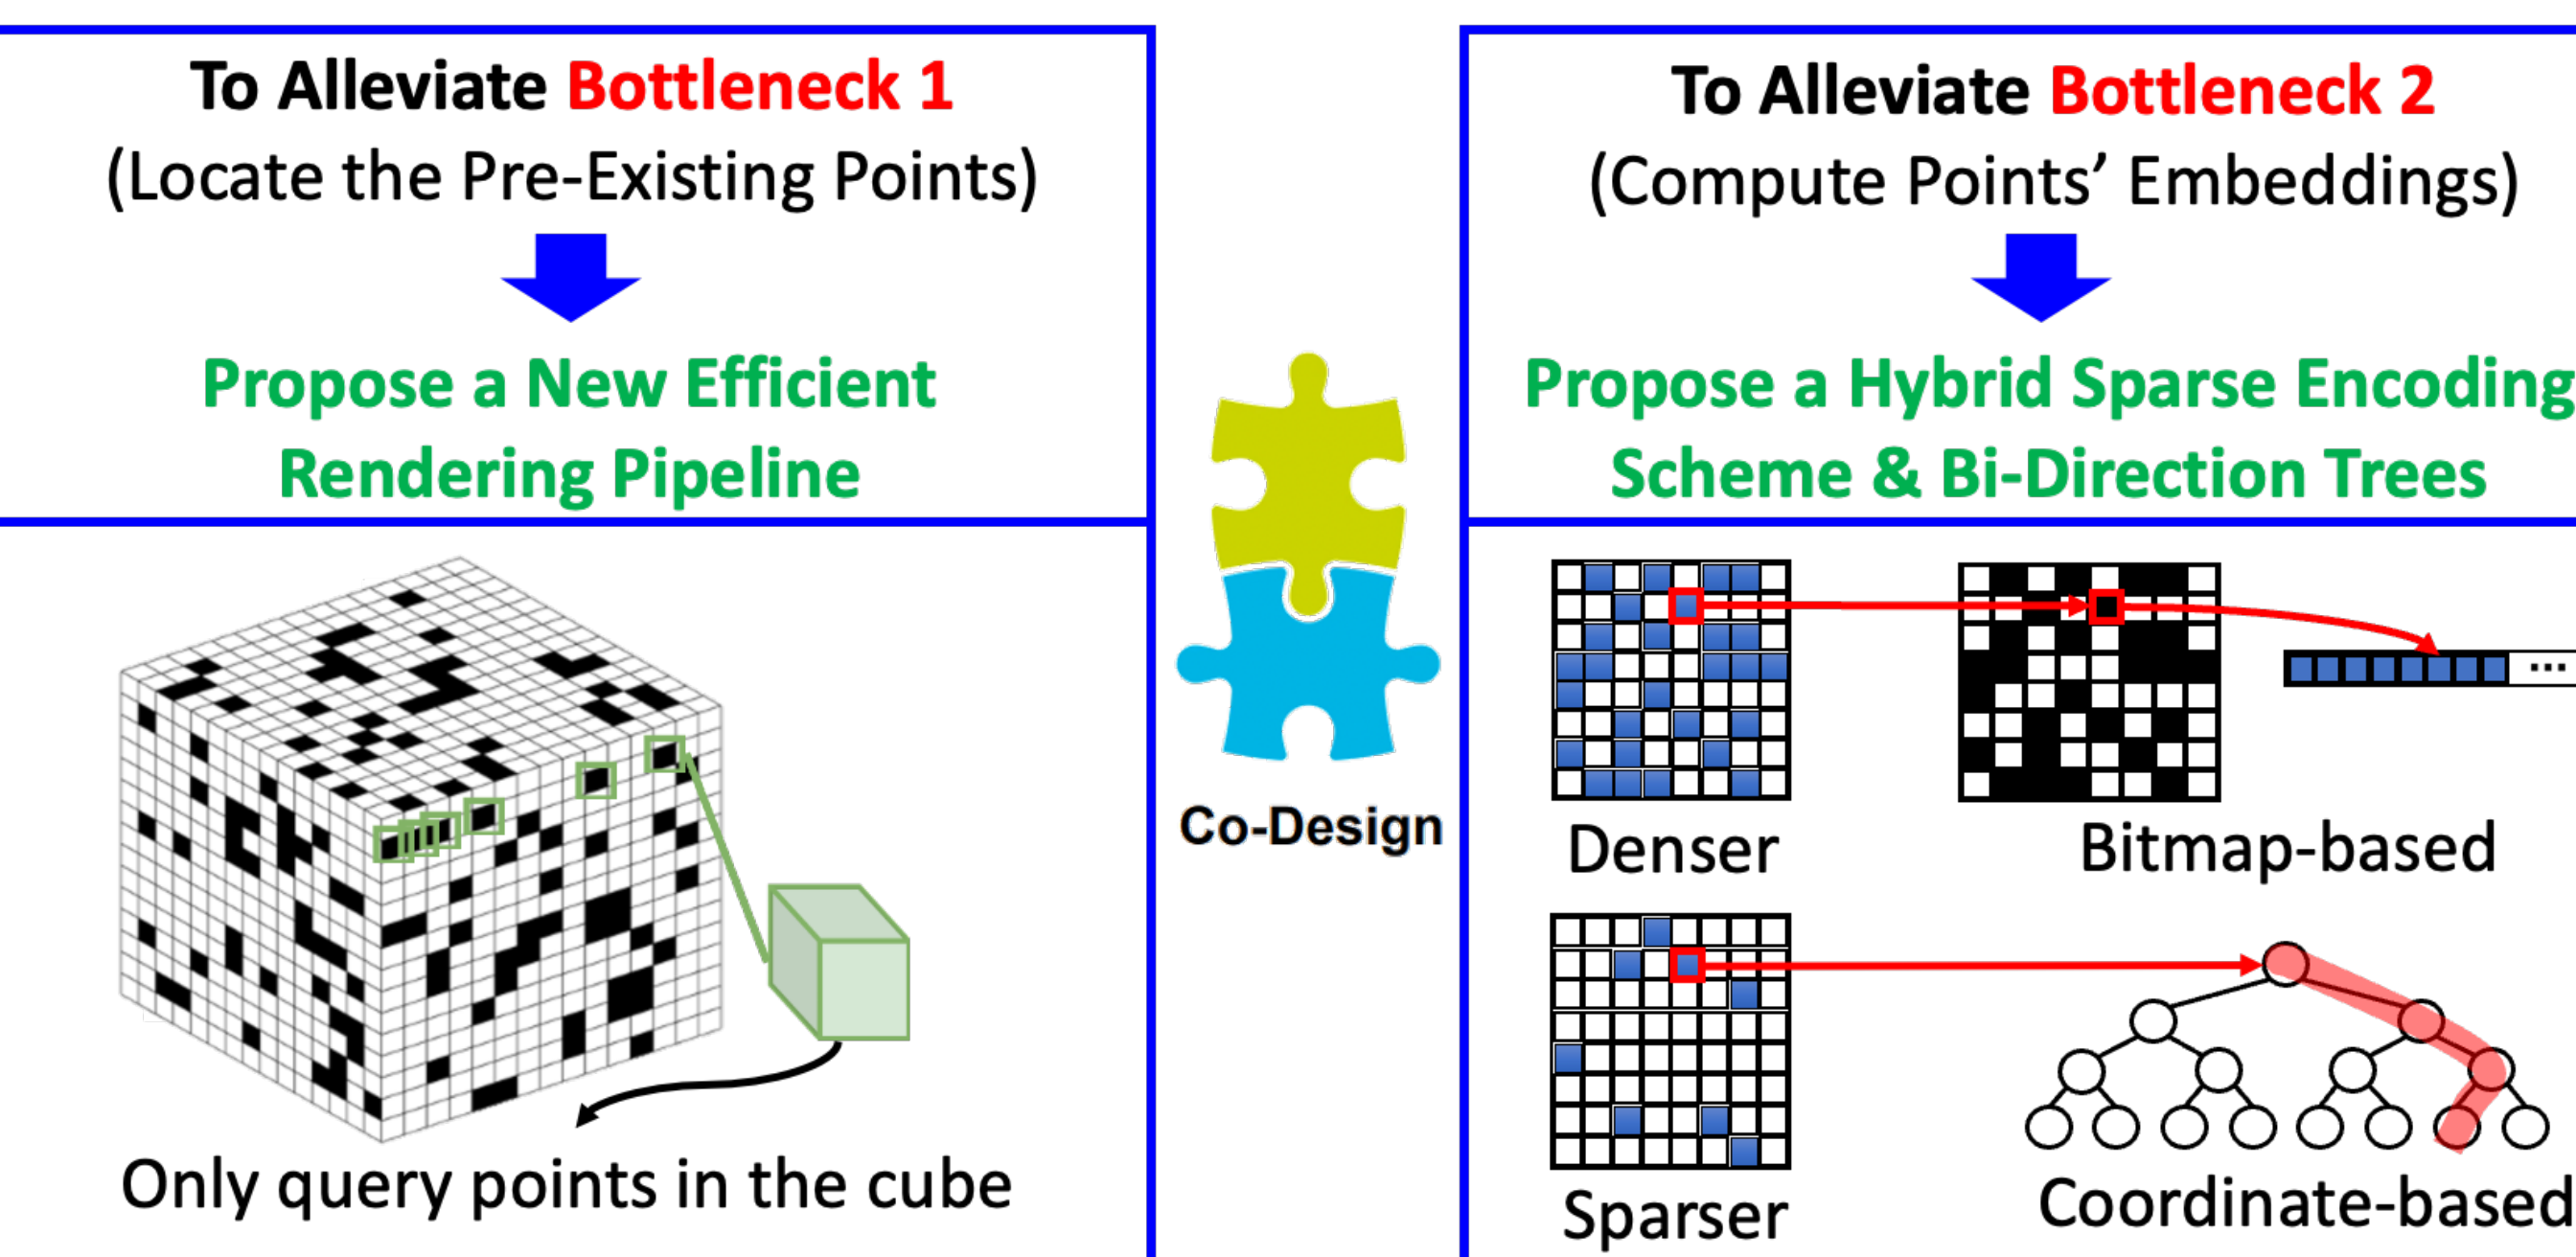 To Alleviate Bottleneck 1
(Locate the Pre-Existing Points)
Propose a New Efficient
Rendering Pipeline
Only query points in the cube
Co-Design
To Alleviate Bottleneck 2
(Compute Points’ Embeddings)
Propose a Hybrid Sparse Encoding
Scheme & Bi-Direction Trees
...
Denser
Bitmap-based
Sparser
Coordinate-based